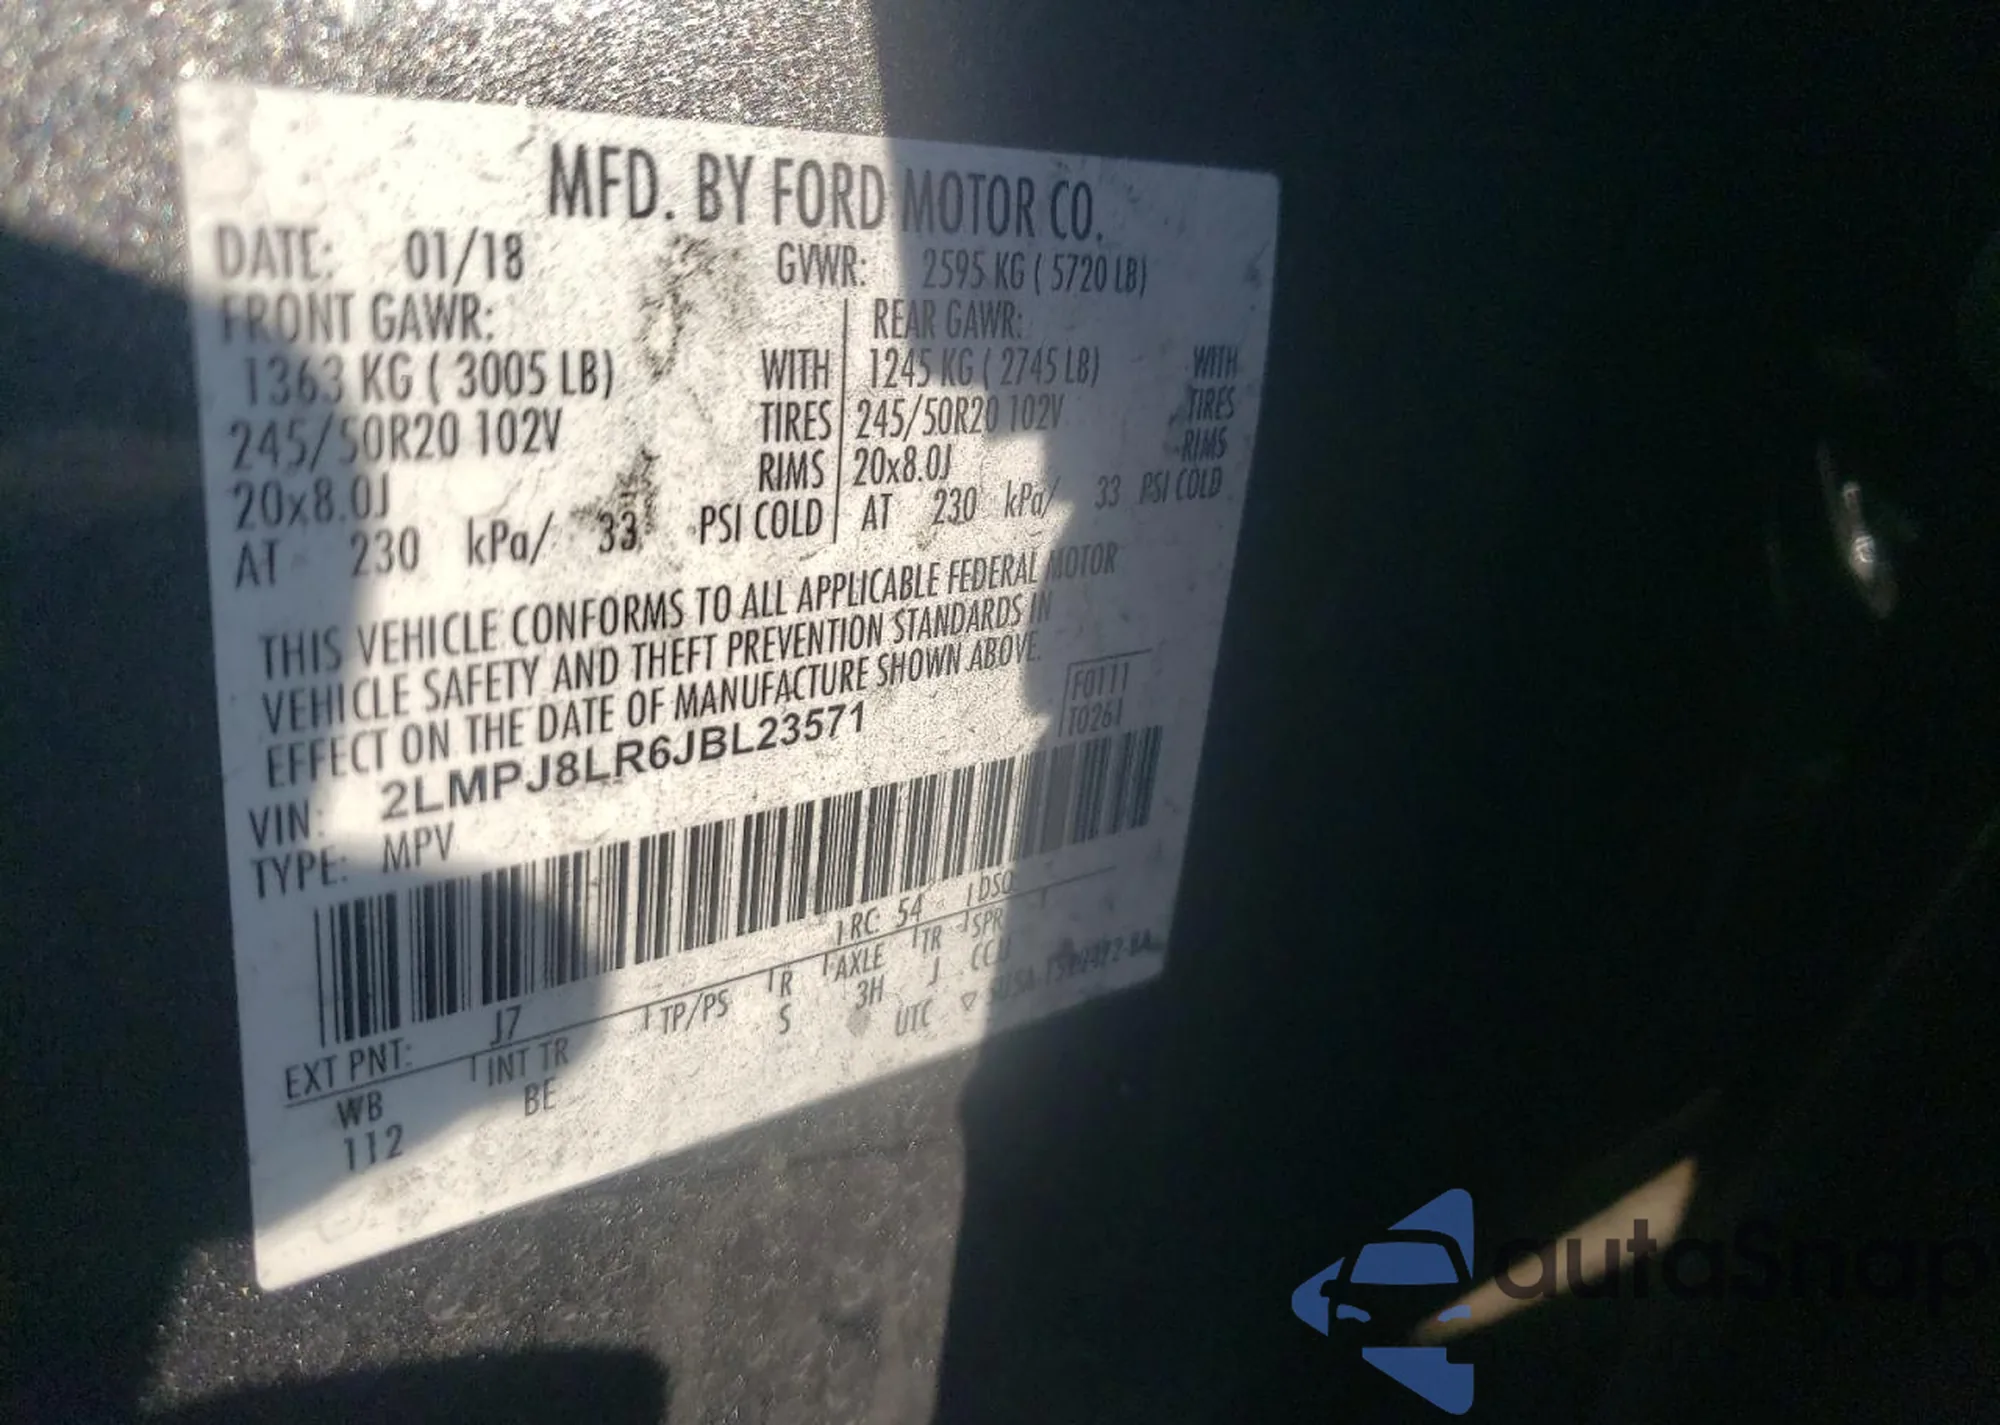 MFD. BY FORD MOTOR CO.
DATE: 01/18 GVWR: 2595 KG ( 5720 LB)
FRONT GAWR: REAR GAWR:
1363 KG ( 3005 LB) WITH 1245 KG ( 2745 LB) WITH
245/50R20 102V TIRES 245/50R20 102V TIRES
20x8.0J RIMS 20x8.0J RIMS
AT 230 kPa/ 33 PSI COLD AT 230 kPa/ 33 PSI COLD
THIS VEHICLE CONFORMS TO ALL APPLICABLE FEDERAL MOTOR
VEHICLE SAFETY AND THEFT PREVENTION STANDARDS IN
EFFECT ON THE DATE OF MANUFACTURE SHOWN ABOVE.
F0111
T0261
VIN: 2LMPJ8LR6JBL23571
TYPE: MPV
EXT PNT: J7 RC: 54 DSO:
WB INT TR TP/PS R AXLE TR SPR
112 BE S 3H J CCU
UTC
autoSnap